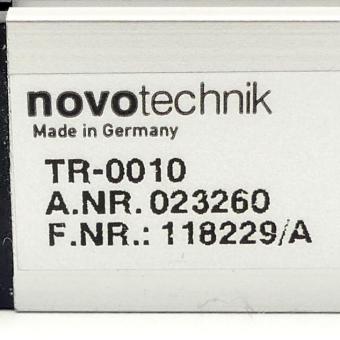 novotechnik
Made in Germany
TR-0010
A.NR. 023260
F.NR.: 118229/A